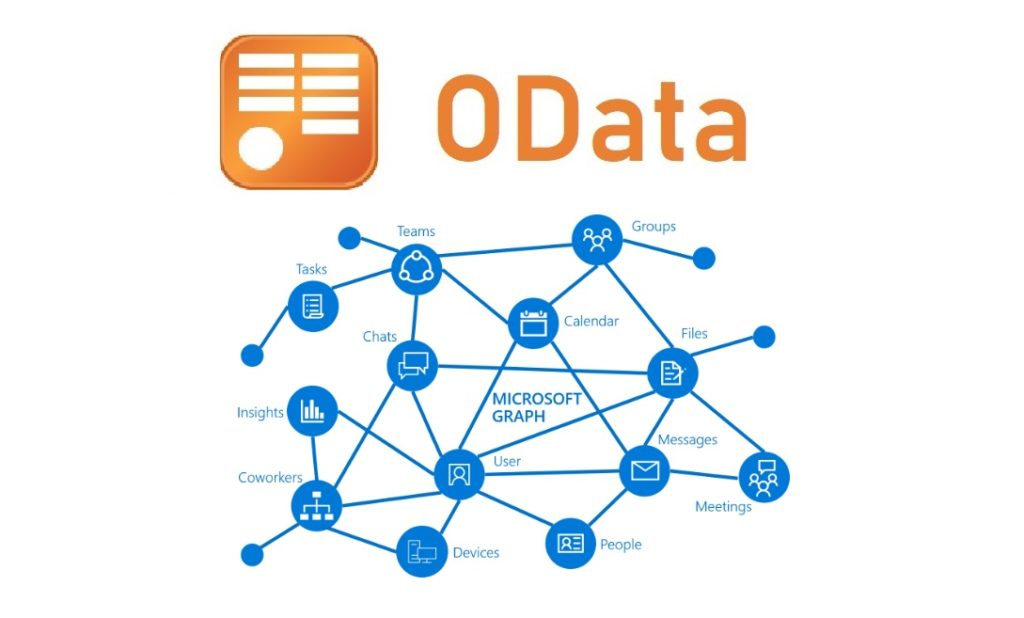 OData
Teams
Groups
Tasks
Calendar
Chats
Files
MICROSOFT
GRAPH
Insights
Messages
User
Coworkers
Meetings
People
Devices